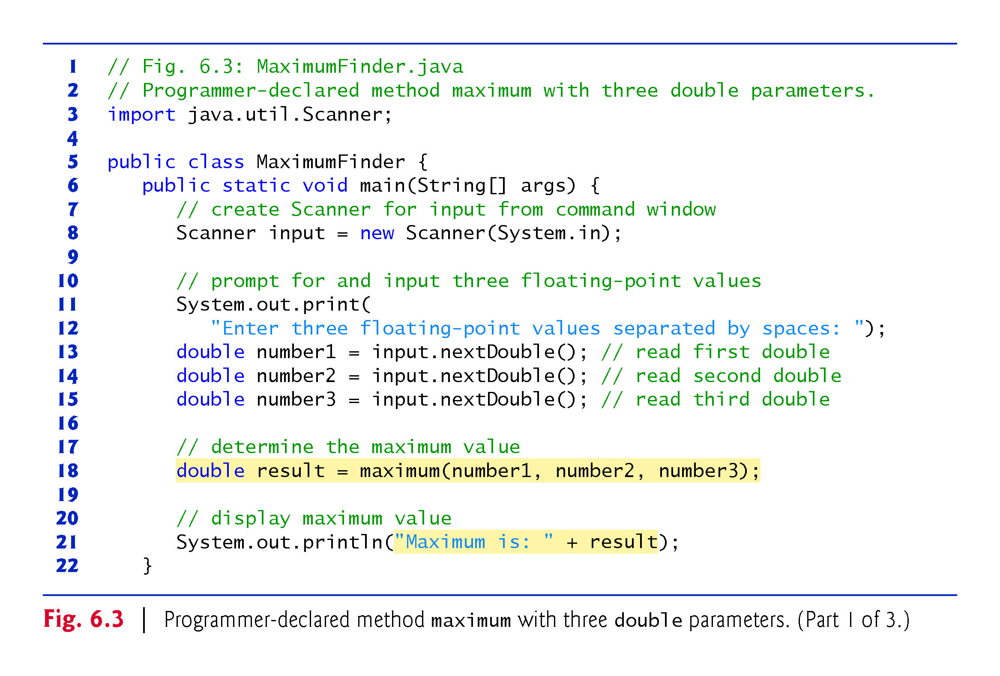 1 // Fig. 6.3: MaximumFinder.java
2 // Programmer-declared method maximum with three double parameters.
3 import java.util.Scanner;
4
5 public class MaximumFinder {
6    public static void main(String[] args) {
7       // create Scanner for input from command window
8       Scanner input = new Scanner(System.in);
9
10       // prompt for and input three floating-point values
11       System.out.print(
12          "Enter three floating-point values separated by spaces: ");
13       double number1 = input.nextDouble(); // read first double
14       double number2 = input.nextDouble(); // read second double
15       double number3 = input.nextDouble(); // read third double
16
17       // determine the maximum value
18       double result = maximum(number1, number2, number3);
19
20       // display maximum value
21       System.out.println("Maximum is: " + result);
22    }
Fig. 6.3 | Programmer-declared method maximum with three double parameters. (Part 1 of 3.)